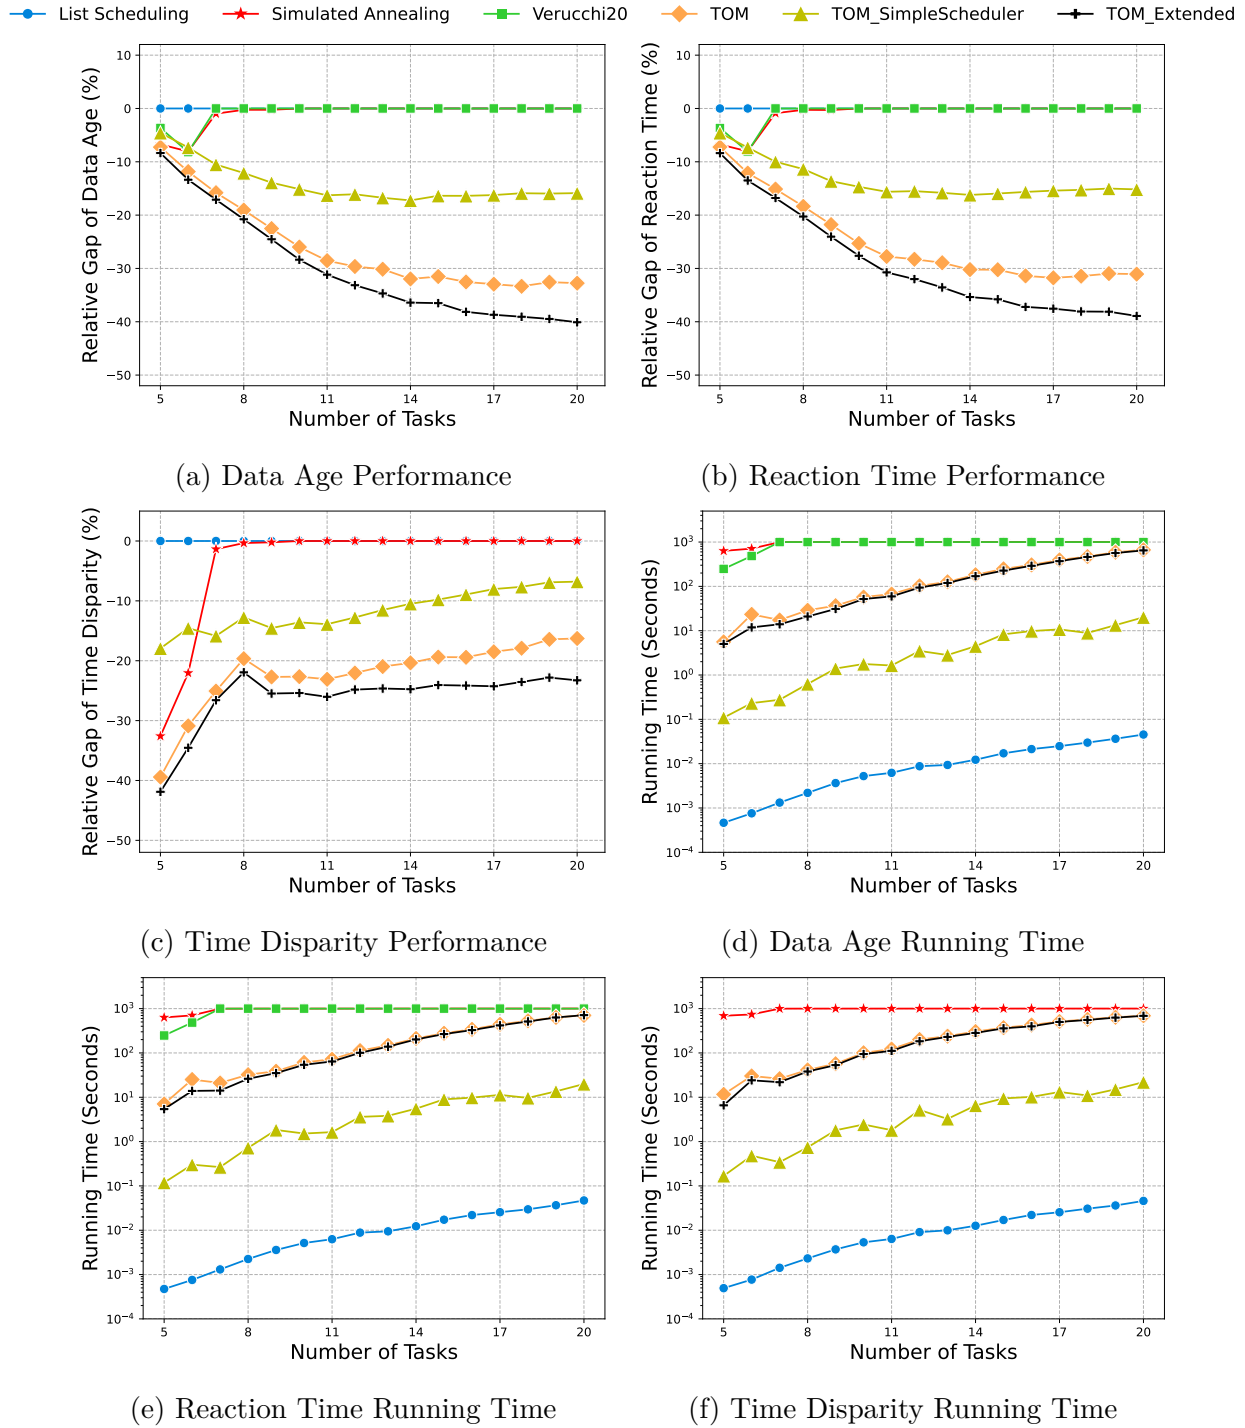 List Scheduling Simulated Annealing Verucchi20 TOM TOM_SimpleScheduler TOM_Extended
Relative Gap of Data Age (%)
10
0
−10
−20
−30
−40
−50
5 8 11 14 17 20
Number of Tasks
(a) Data Age Performance
Relative Gap of Reaction Time (%)
10
0
−10
−20
−30
−40
−50
5 8 11 14 17 20
Number of Tasks
(b) Reaction Time Performance
Relative Gap of Time Disparity (%)
0
−10
−20
−30
−40
−50
5 8 11 14 17 20
Number of Tasks
(c) Time Disparity Performance
Running Time (Seconds)
10³
10²
10¹
10⁰
10⁻¹
10⁻²
10⁻³
10⁻⁴
5 8 11 14 17 20
Number of Tasks
(d) Data Age Running Time
Running Time (Seconds)
10³
10²
10¹
10⁰
10⁻¹
10⁻²
10⁻³
10⁻⁴
5 8 11 14 17 20
Number of Tasks
(e) Reaction Time Running Time
Running Time (Seconds)
10³
10²
10¹
10⁰
10⁻¹
10⁻²
10⁻³
10⁻⁴
5 8 11 14 17 20
Number of Tasks
(f) Time Disparity Running Time